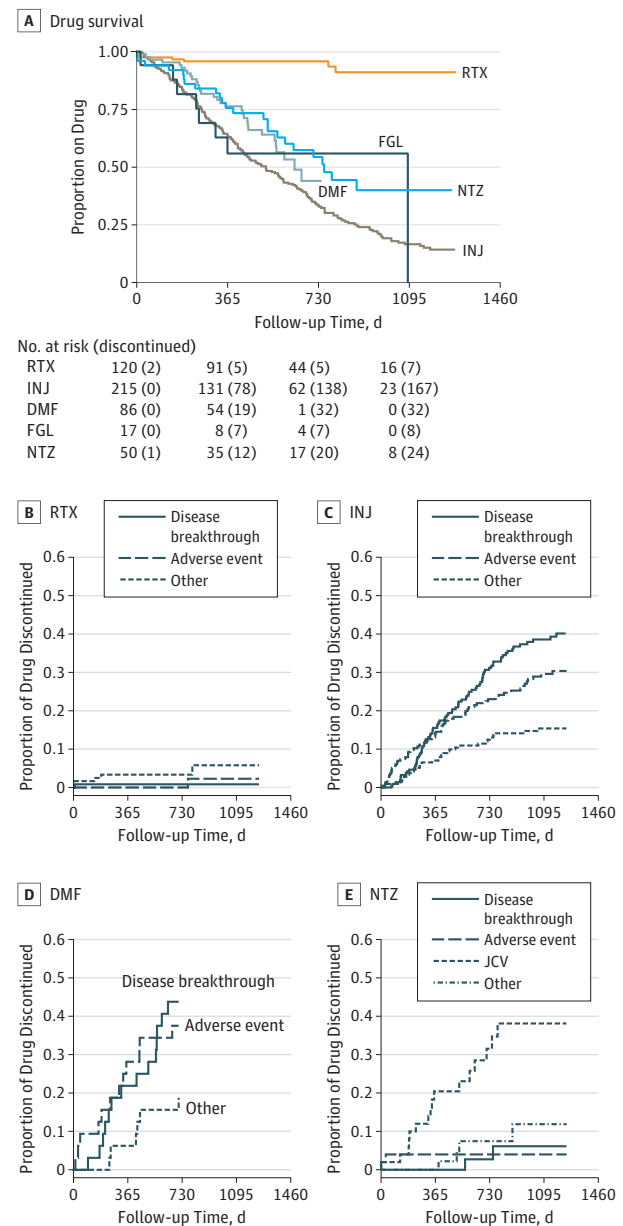 A Drug survival
1.00
0.75
0.50
0.25
0
Proportion on Drug
RTX
FGL
DMF
NTZ
INJ
0 365 730 1095 1460
Follow-up Time, d
No. at risk (discontinued)
RTX 120 (2) 91 (5) 44 (5) 16 (7)
INJ 215 (0) 131 (78) 62 (138) 23 (167)
DMF 86 (0) 54 (19) 1 (32) 0 (32)
FGL 17 (0) 8 (7) 4 (7) 0 (8)
NTZ 50 (1) 35 (12) 17 (20) 8 (24)
B RTX
Disease
breakthrough
Adverse event
Other
0.6
0.5
0.4
0.3
0.2
0.1
0
Proportion of Drug Discontinued
0 365 730 1095 1460
Follow-up Time, d
C INJ
Disease
breakthrough
Adverse event
Other
0.6
0.5
0.4
0.3
0.2
0.1
0
Proportion of Drug Discontinued
0 365 730 1095 1460
Follow-up Time, d
D DMF
0.6
0.5
0.4
0.3
0.2
0.1
0
Proportion of Drug Discontinued
Disease breakthrough
Adverse event
Other
0 365 730 1095 1460
Follow-up Time, d
E NTZ
Disease
breakthrough
Adverse event
JCV
Other
0.6
0.5
0.4
0.3
0.2
0.1
0
Proportion of Drug Discontinued
0 365 730 1095 1460
Follow-up Time, d